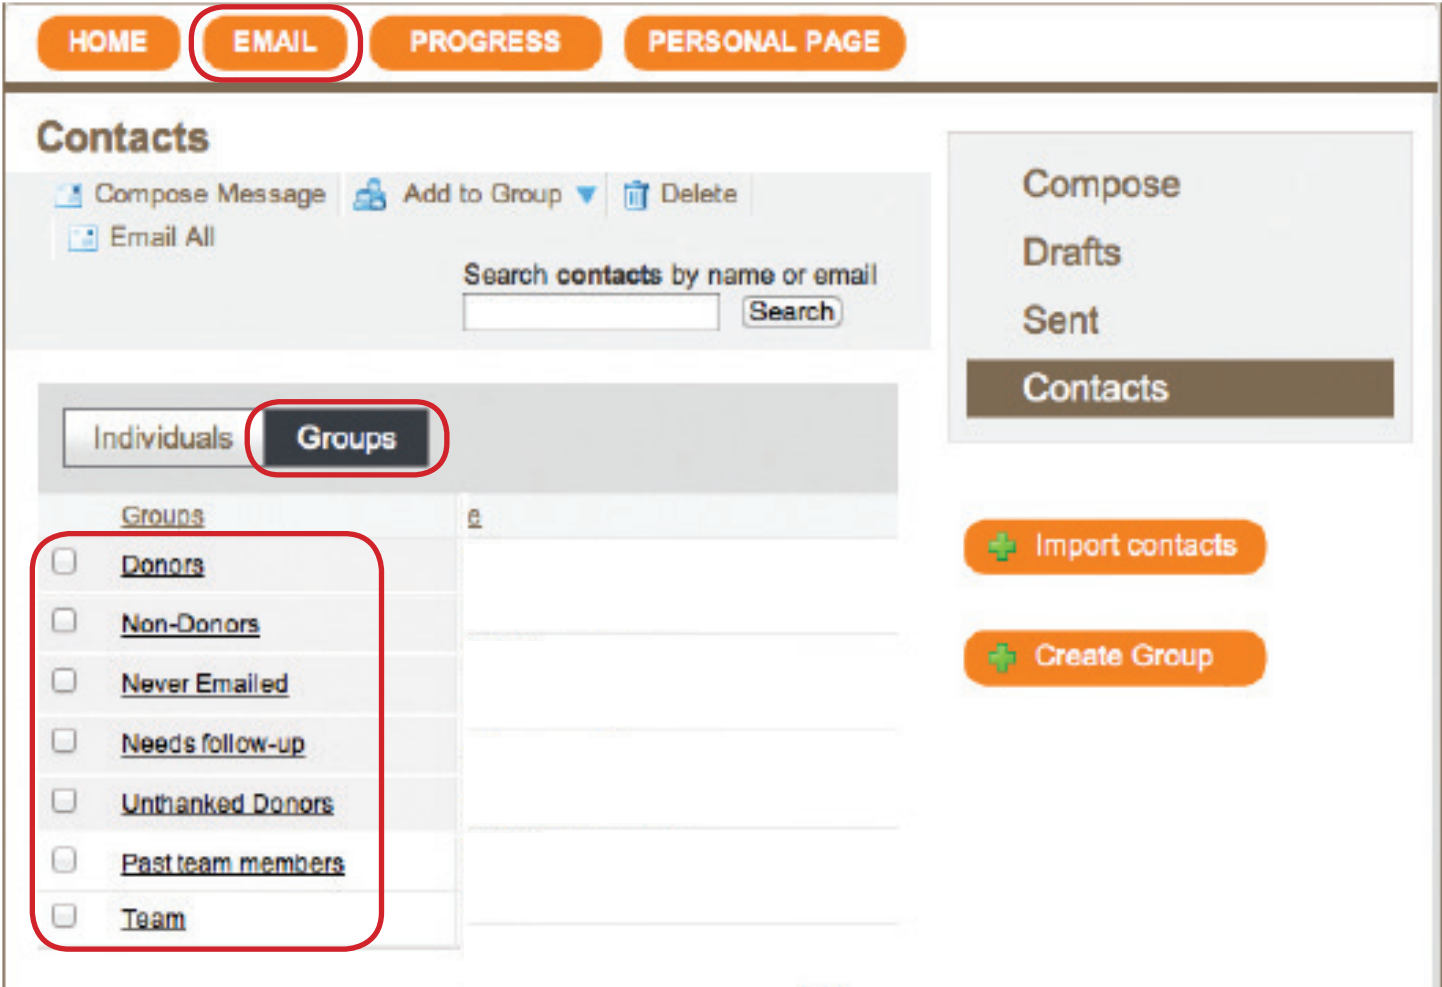 HOME EMAIL PROGRESS PERSONAL PAGE
Contacts
Compose Message Add to Group Delete
Email All
Search contacts by name or email
Search
Individuals Groups
Groups e
Donors
Non-Donors
Never Emailed
Needs follow-up
Unthanked Donors
Past team members
Team
Compose
Drafts
Sent
Contacts
Import contacts
Create Group